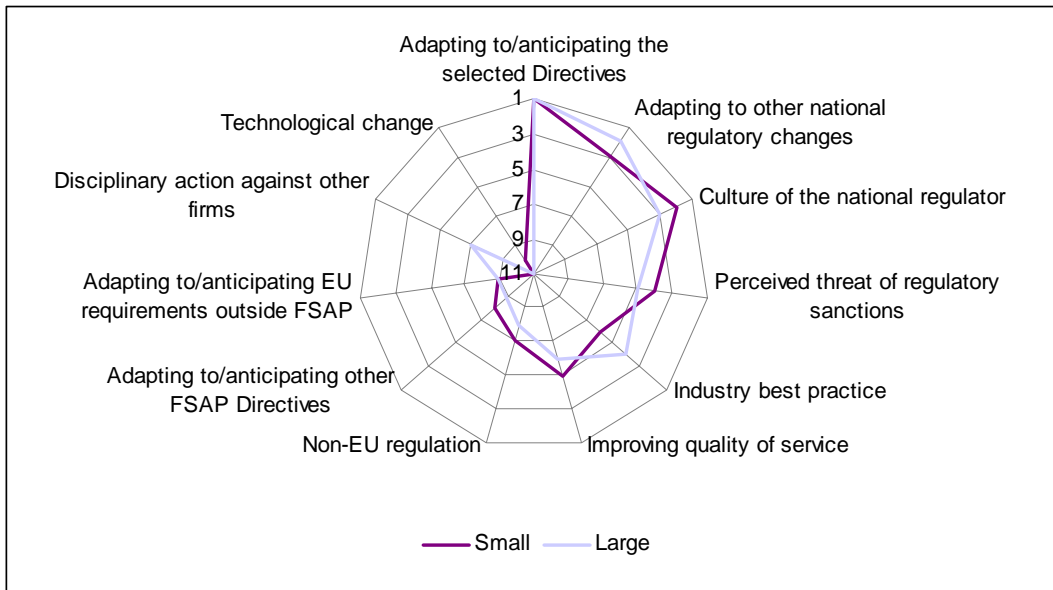 Adapting to/anticipating the
selected Directives
Adapting to other national
regulatory changes
Culture of the national regulator
Perceived threat of regulatory
sanctions
Industry best practice
Improving quality of service
Non-EU regulation
Adapting to/anticipating other
FSAP Directives
Adapting to/anticipating EU
requirements outside FSAP
Disciplinary action against other
firms
Technological change
1
3
5
7
9
11
Small
Large